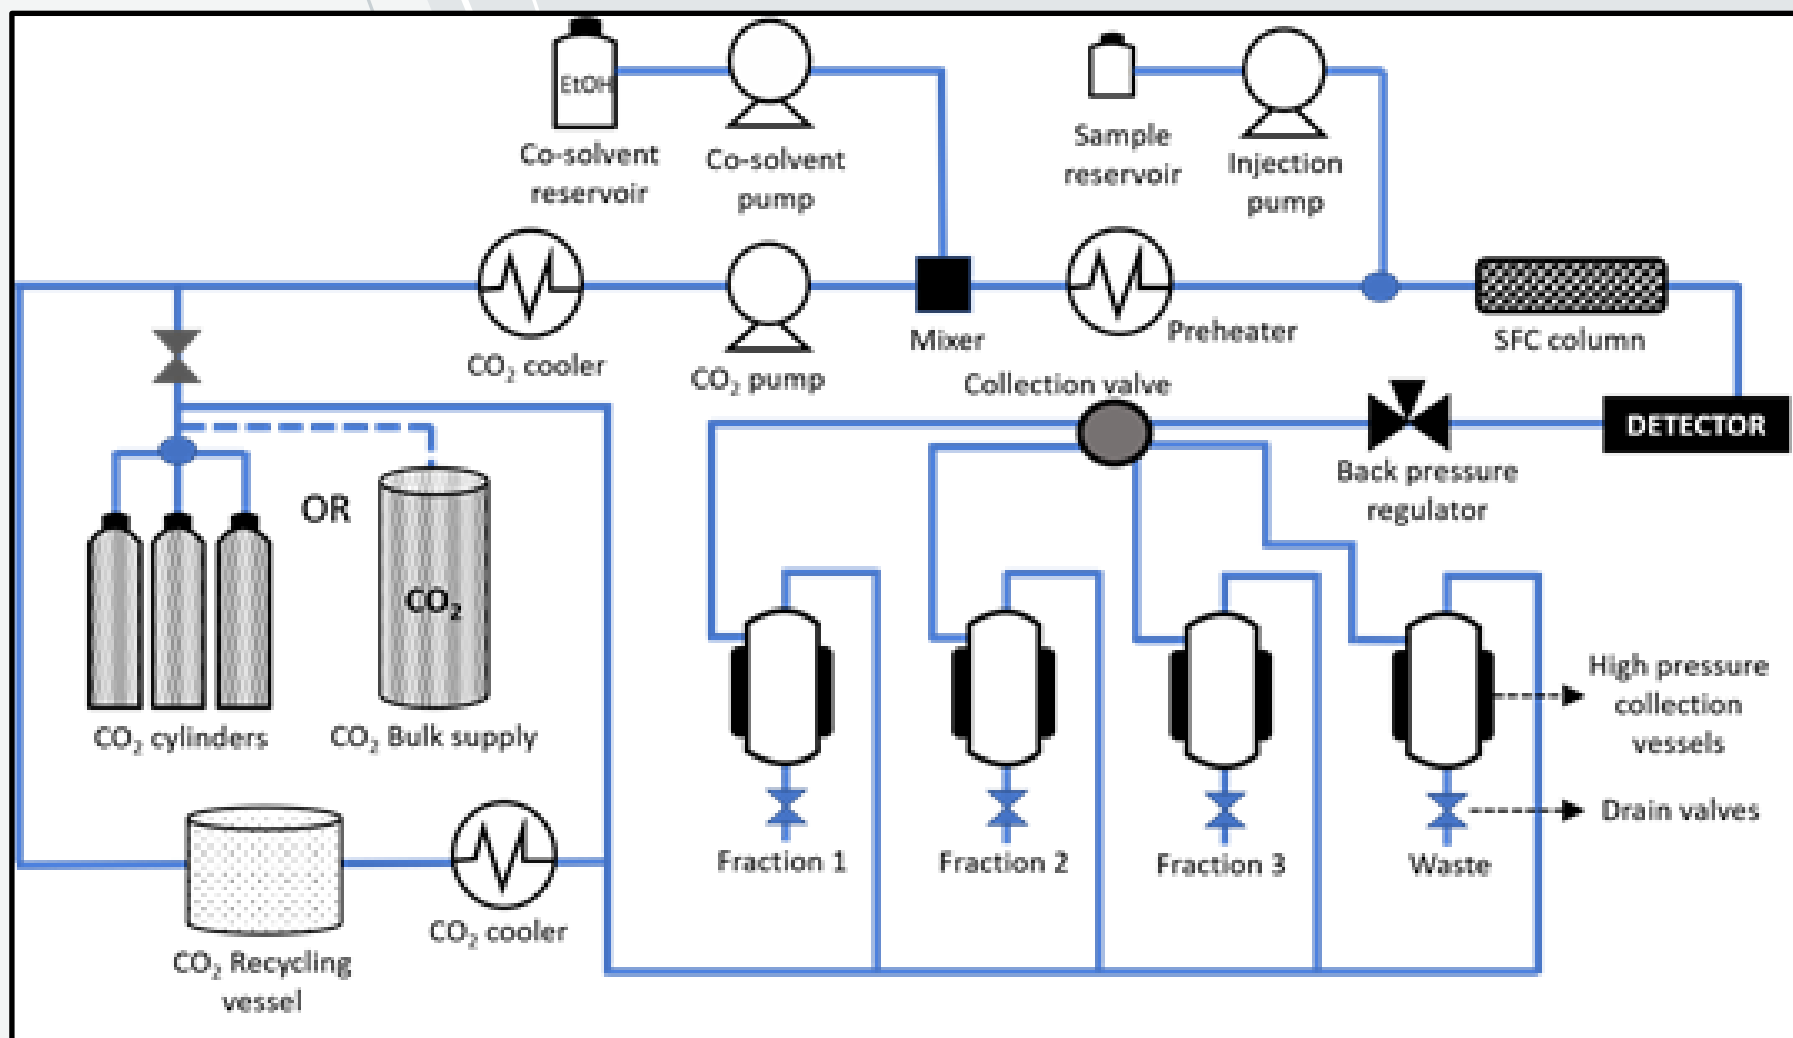 EtOH
Co-solvent
reservoir
Co-solvent
pump
Sample
reservoir
Injection
pump
CO₂ cooler
CO₂ pump
Mixer
Preheater
SFC column
Collection valve
DETECTOR
Back pressure
regulator
OR
CO₂
CO₂ cylinders
CO₂ Bulk supply
High pressure
collection
vessels
Drain valves
Fraction 1
Fraction 2
Fraction 3
Waste
CO₂ cooler
CO₂ Recycling
vessel